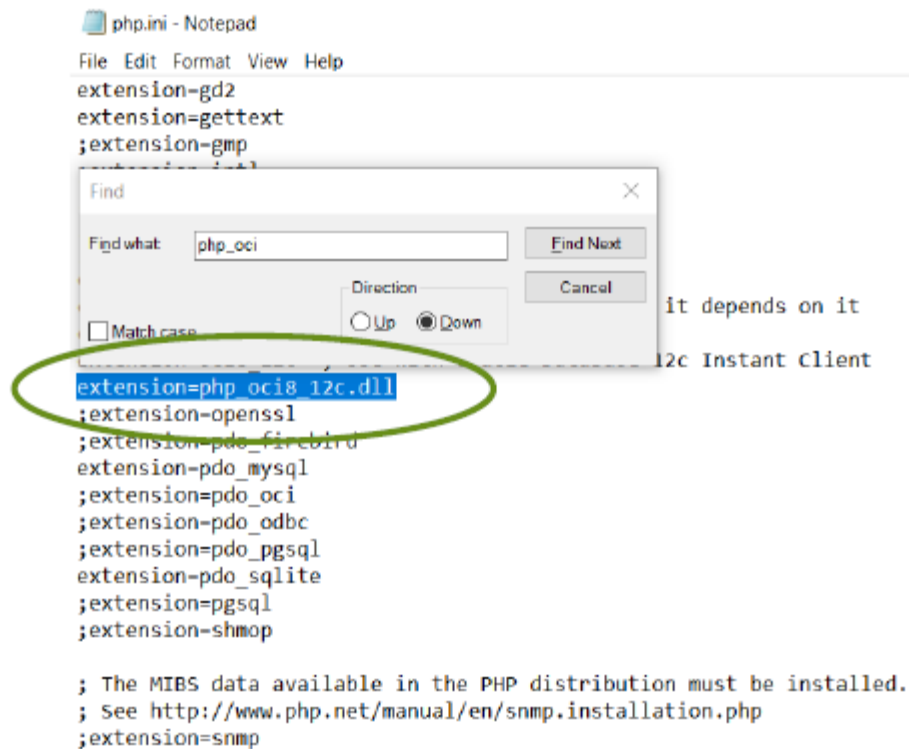 php.ini - Notepad
File Edit Format View Help
extension=gd2
extension=gettext
;extension=gmp
Find
Find what:
php_oci
Find Next
Cancel
Direction
Up
Down
Match case
it depends on it
12c Instant Client
extension=php_oci8_12c.dll
;extension=openssl
;extension=pdo_firebird
extension=pdo_mysql
;extension=pdo_oci
;extension=pdo_odbc
;extension=pdo_pgsql
extension=pdo_sqlite
;extension=pgsql
;extension=shmop
; The MIBS data available in the PHP distribution must be installed.
; See http://www.php.net/manual/en/snmp.installation.php
;extension=snmp